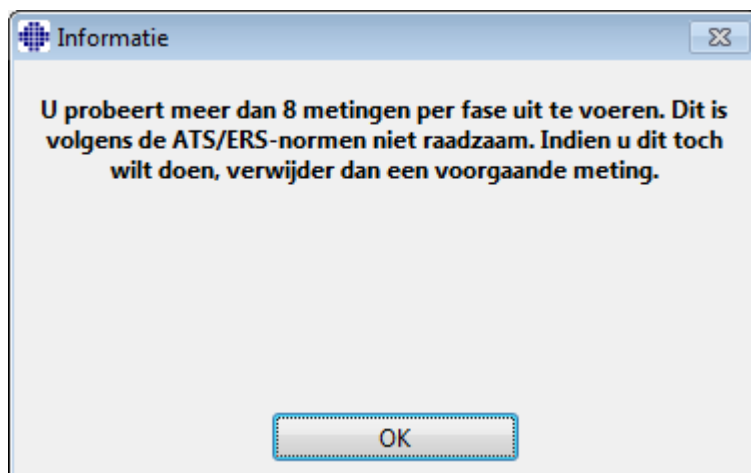 Informatie
U probeert meer dan 8 metingen per fase uit te voeren. Dit is
volgens de ATS/ERS-normen niet raadzaam. Indien u dit toch
wilt doen, verwijder dan een voorgaande meting.
OK